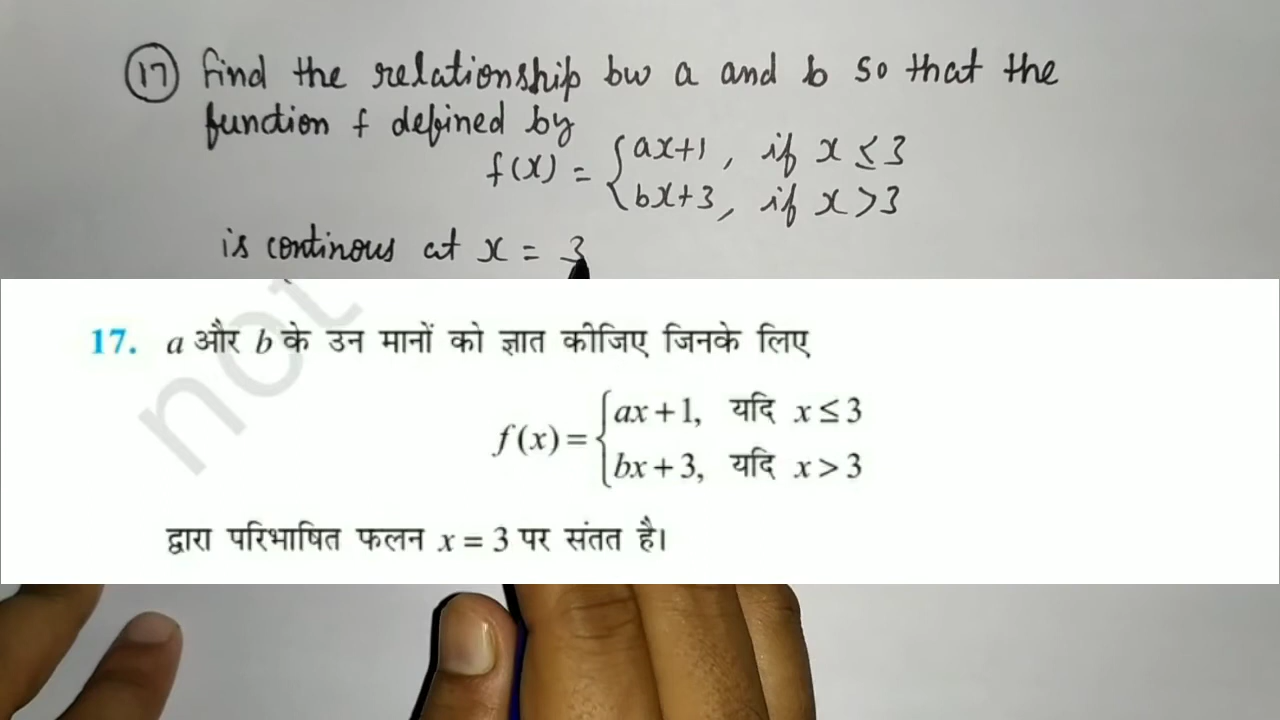 17 Find the relationship bw a and b so that the
function f defined by
f(x) = { ax+1, if x ≤ 3
bx+3, if x > 3
is continous at x = 3
not
17. a और b के उन मानों को ज्ञात कीजिए जिनके लिए
f(x) = { ax + 1, यदि x ≤ 3
bx + 3, यदि x > 3
द्वारा परिभाषित फलन x = 3 पर संतत है।